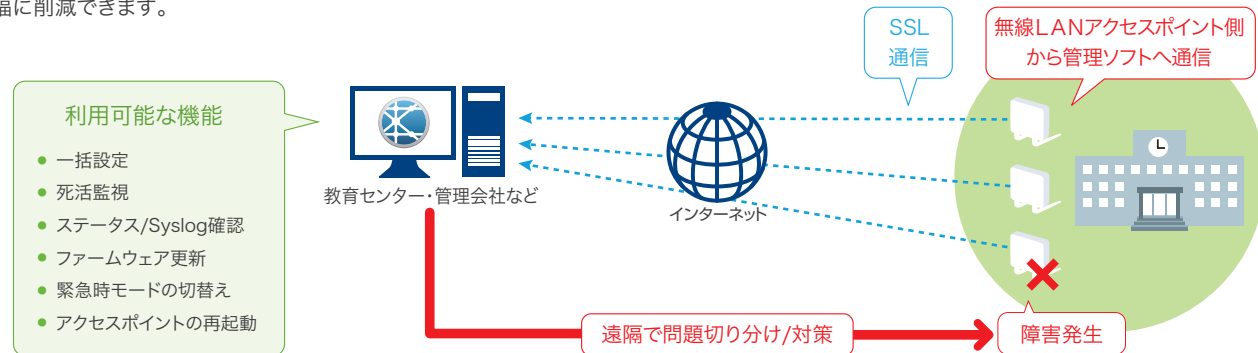 幅に削減できます。
SSL
通信
無線LANアクセスポイント側
から管理ソフトへ通信
利用可能な機能
● 一括設定
● 死活監視
● ステータス/Syslog確認
● ファームウェア更新
● 緊急時モードの切替え
● アクセスポイントの再起動
教育センター・管理会社など
インターネット
遠隔で問題切り分け/対策
障害発生